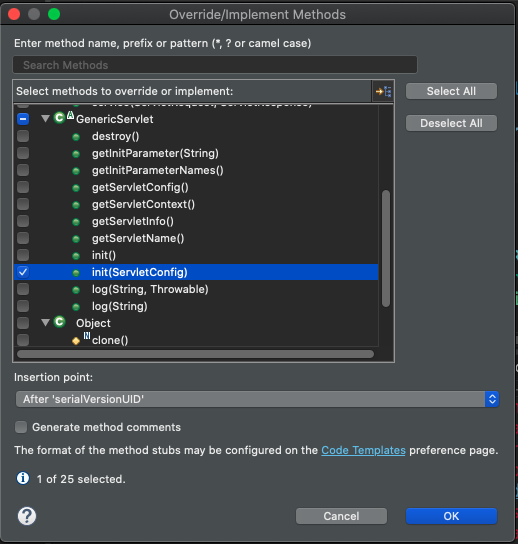 Override/Implement Methods
Enter method name, prefix or pattern (*, ? or camel case)
Search Methods
Select methods to override or implement:
Select All
Deselect All
service(ServletRequest, ServletResponse)
GenericServlet
destroy()
getInitParameter(String)
getInitParameterNames()
getServletConfig()
getServletContext()
getServletInfo()
getServletName()
init()
init(ServletConfig)
log(String, Throwable)
log(String)
Object
clone()
Insertion point:
After 'serialVersionUID'
Generate method comments
The format of the method stubs may be configured on the Code Templates preference page.
1 of 25 selected.
Cancel
OK